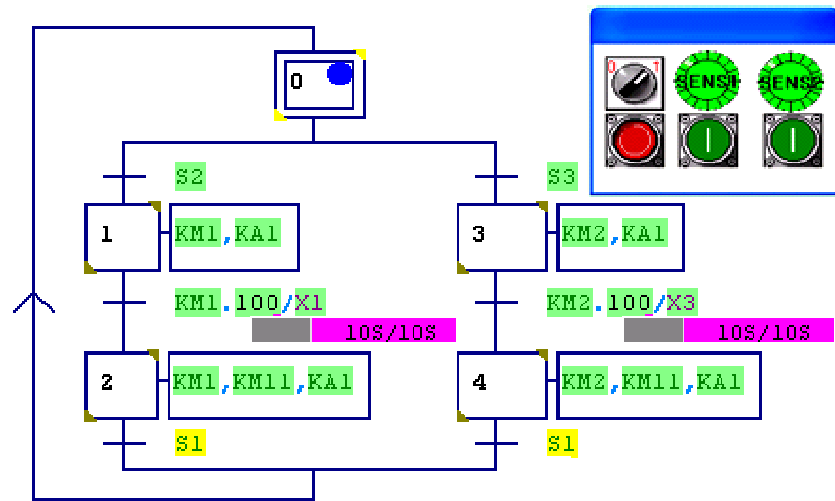 0
0 1
SENS1 SENS2
S2 S3
1 KM1,KA1 3 KM2,KA1
KM1.100/X1 KM2.100/X3
10S/10S 10S/10S
2 KM1,KM11,KA1 4 KM2,KM11,KA1
S1 S1